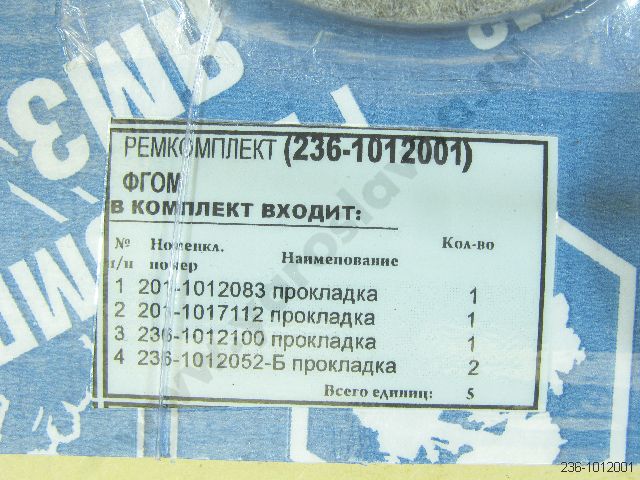 ЯМЗ
РЕМКОМПЛЕКТ (236-1012001)
ФГОМ
В КОМПЛЕКТ ВХОДИТ:
№ Номенкл. Наименование Кол-во
п/п номер
1 201-1012083 прокладка 1
2 201-1017112 прокладка 1
3 236-1012100 прокладка 1
4 236-1012052-Б прокладка 2
Всего единиц: 5
236-1012001